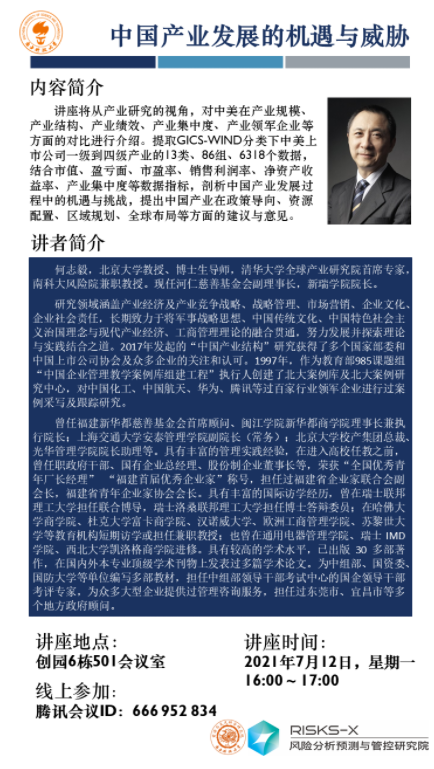 中国产业发展的机遇与威胁
内容简介
讲座将从产业研究的视角，对中美在产业规模、
产业结构、产业绩效、产业集中度、产业领军企业等
方面的对比进行介绍。提取GICS-WIND分类下中美上
市公司一级到四级产业的13类、86组、6318个数据，
结合市值、盈亏面、市盈率、销售利润率、净资产收
益率、产业集中度等数据指标，剖析中国产业发展过
程中的机遇与挑战，提出中国产业在政策导向、资源
配置、区域规划、全球布局等方面的建议与意见。
讲者简介
何志毅，北京大学教授、博士生导师，清华大学全球产业研究院首席专家，
南科大风险院兼职教授。现任河仁慈善基金会副理事长，新瑞学院院长。
研究领域涵盖产业经济及产业竞争战略、战略管理、市场营销、企业文化、
企业社会责任，长期致力于将军事战略思想、中国传统文化、中国特色社会主
义治国理念与现代产业经济、工商管理理论的融合贯通，努力发展并探索理论
与实践结合之道。2017年发起的“中国产业结构”研究获得了多个国家部委和
中国上市公司协会及众多企业的关注和认可。1997年，作为教育部985课题组
“中国企业管理教学案例库组建工程”执行人创建了北大案例库及北大案例研
究中心，对中国化工、中国航天、华为、腾讯等过百家行业领军企业进行过案
例采写及跟踪研究。
曾任福建新华都慈善基金会首席顾问、闽江学院新华都商学院理事长兼执
行院长；上海交通大学安泰管理学院副院长（常务）；北京大学校产集团总裁、
光华管理学院院长助理等。具有丰富的管理实践经验，在进入高校任教之前，
曾任职政府干部、国有企业总经理、股份制企业董事长等，荣获“全国优秀青
年厂长经理” “福建首届优秀企业家”称号，担任过福建省企业家联合会副
会长，福建省青年企业家协会会长。具有丰富的国际访学经历，曾在瑞士联邦
理工大学担任联合博导，瑞士洛桑联邦理工大学担任博士答辩委员；在哈佛大
学商学院、杜克大学富卡商学院、汉诺威大学、欧洲工商管理学院、苏黎世大
学等教育机构短期访学或担任兼职教授；也曾在通用电器管理学院、瑞士 IMD
学院、西北大学凯洛格商学院进修。具有较高的学术水平，已出版 30 多部著
作，在国内外本专业顶级学术刊物上发表过多篇学术论文。为中组部、国资委、
国防大学等单位编写多部教材，担任中组部领导干部考试中心的国企领导干部
考评专家，为众多大型企业提供过管理咨询服务，担任过东莞市、宜昌市等多
个地方政府顾问。
讲座地点：
创园6栋501会议室
线上参加：
腾讯会议ID：666 952 834
讲座时间：
2021年7月12日，星期一
16:00 ~ 17:00
RISKS-X
风险分析预测与管控研究院